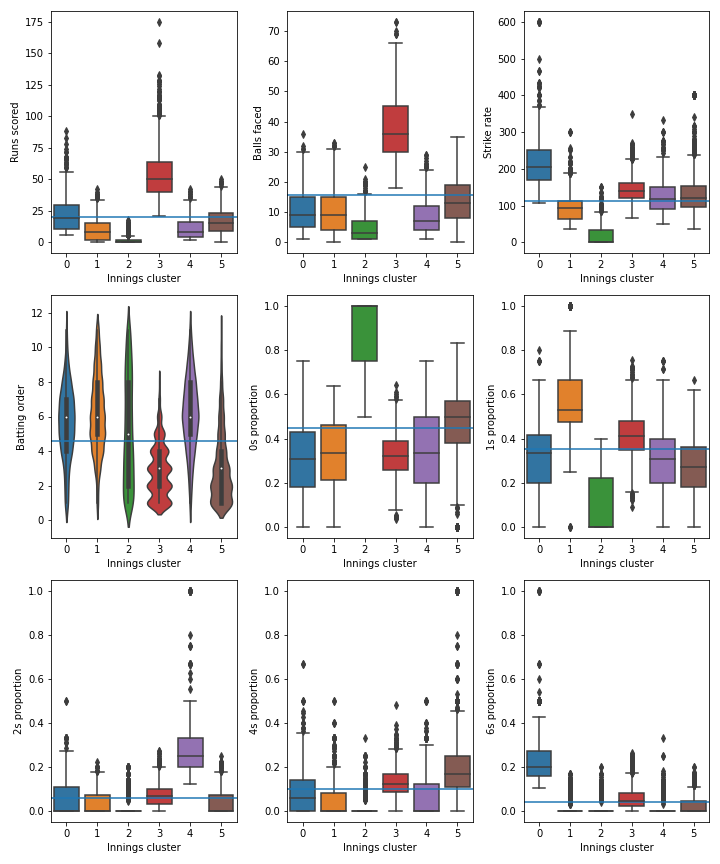 Runs scored
175
150
125
100
75
50
25
0
0 1 2 3 4 5
Innings cluster
Balls faced
70
60
50
40
30
20
10
0
0 1 2 3 4 5
Innings cluster
Strike rate
600
500
400
300
200
100
0
0 1 2 3 4 5
Innings cluster
Batting order
12
10
8
6
4
2
0
0 1 2 3 4 5
Innings cluster
0s proportion
1.0
0.8
0.6
0.4
0.2
0.0
0 1 2 3 4 5
Innings cluster
1s proportion
1.0
0.8
0.6
0.4
0.2
0.0
0 1 2 3 4 5
Innings cluster
2s proportion
1.0
0.8
0.6
0.4
0.2
0.0
0 1 2 3 4 5
Innings cluster
4s proportion
1.0
0.8
0.6
0.4
0.2
0.0
0 1 2 3 4 5
Innings cluster
6s proportion
1.0
0.8
0.6
0.4
0.2
0.0
0 1 2 3 4 5
Innings cluster